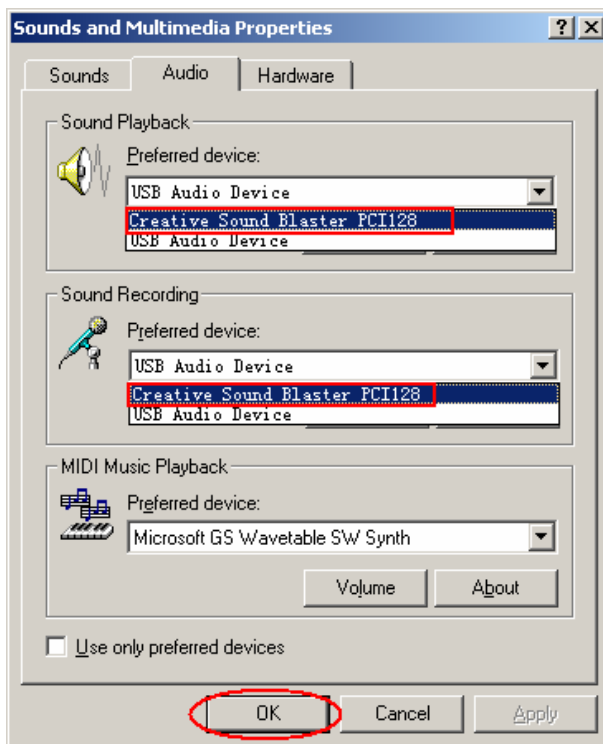 Sounds and Multimedia Properties
Sounds Audio Hardware
Sound Playback
Preferred device:
USB Audio Device
Creative Sound Blaster PCI128
USB Audio Device
Sound Recording
Preferred device:
USB Audio Device
Creative Sound Blaster PCI128
USB Audio Device
MIDI Music Playback
Preferred device:
Microsoft GS Wavetable SW Synth
Volume About
Use only preferred devices
OK Cancel Apply